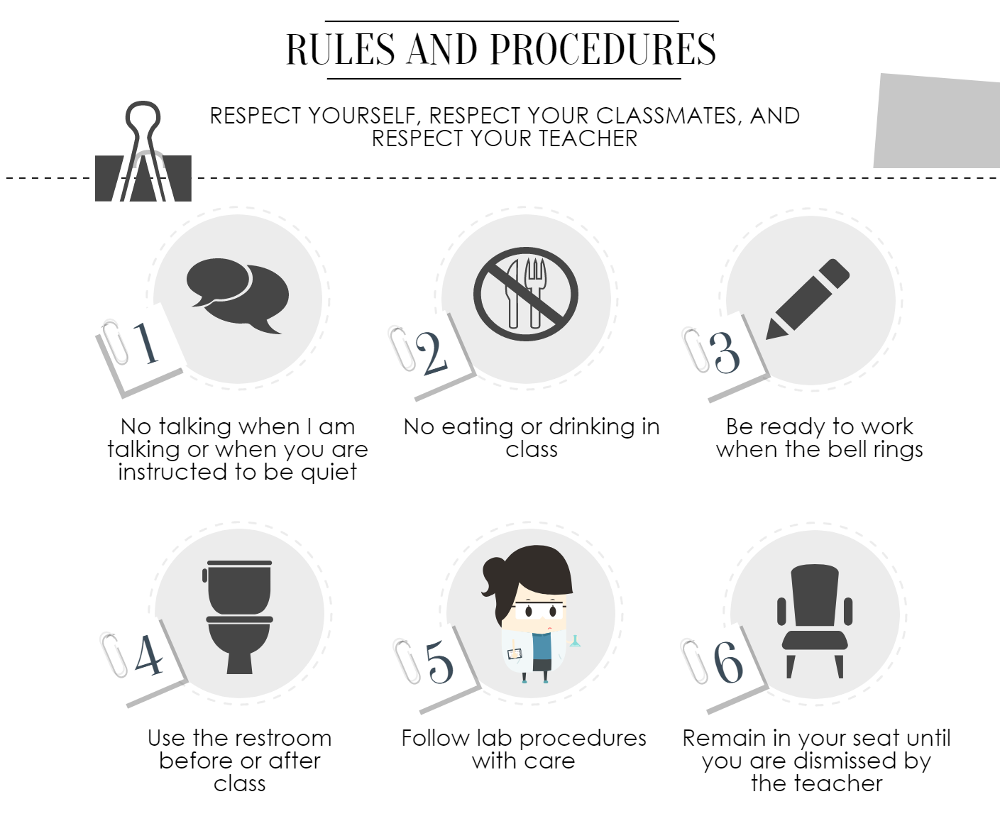 RULES AND PROCEDURES
RESPECT YOURSELF, RESPECT YOUR CLASSMATES, AND
RESPECT YOUR TEACHER
1
No talking when I am
talking or when you are
instructed to be quiet
2
No eating or drinking in
class
3
Be ready to work
when the bell rings
4
Use the restroom
before or after
class
5
Follow lab procedures
with care
6
Remain in your seat until
you are dismissed by
the teacher